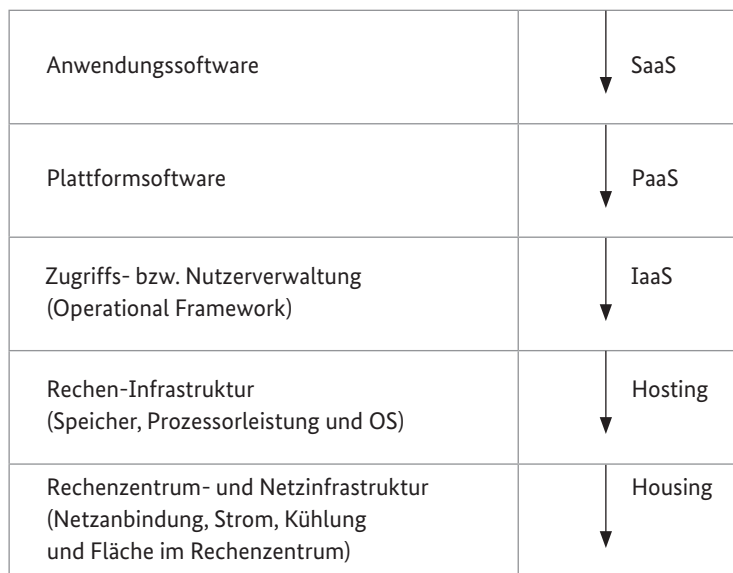 Anwendungssoftware
SaaS
Plattformsoftware
PaaS
Zugriffs- bzw. Nutzerverwaltung
(Operational Framework)
IaaS
Rechen-Infrastruktur
(Speicher, Prozessorleistung und OS)
Hosting
Rechenzentrum- und Netzinfrastruktur
(Netzanbindung, Strom, Kühlung
und Fläche im Rechenzentrum)
Housing